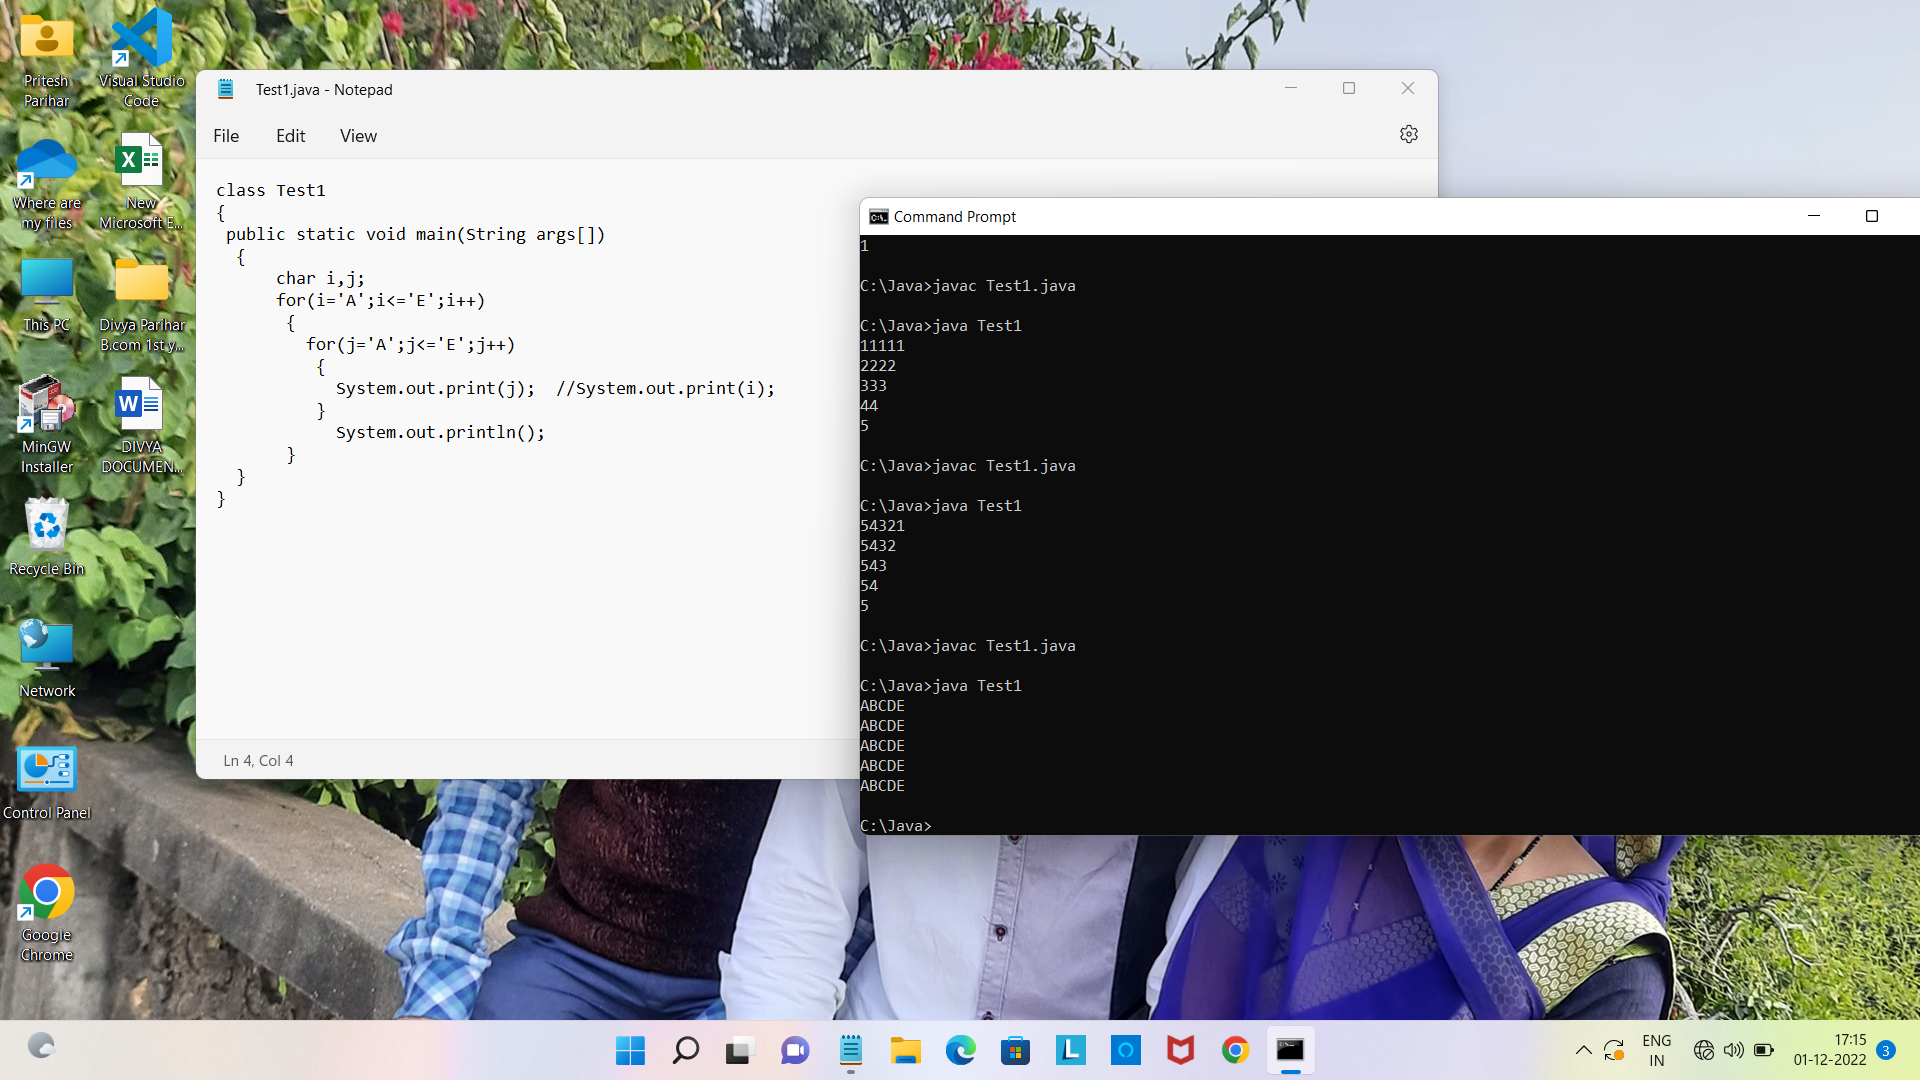 Pritesh
Parihar
Visual Studio
Code
Where are
my files
New
Microsoft E...
This PC
Divya Parihar
B.com 1st y...
MinGW
Installer
DIVYA
DOCUMEN...
Recycle Bin
Network
Control Panel
Google
Chrome
Test1.java - Notepad
File Edit View
class Test1
{
public static void main(String args[])
{
char i,j;
for(i='A';i<='E';i++)
{
for(j='A';j<='E';j++)
{
System.out.print(j); //System.out.print(i);
}
System.out.println();
}
}
}
Ln 4, Col 4
Command Prompt
1
C:\Java>javac Test1.java
C:\Java>java Test1
11111
2222
333
44
5
C:\Java>javac Test1.java
C:\Java>java Test1
54321
5432
543
54
5
C:\Java>javac Test1.java
C:\Java>java Test1
ABCDE
ABCDE
ABCDE
ABCDE
ABCDE
C:\Java>
ENG
IN
17:15
01-12-2022
3